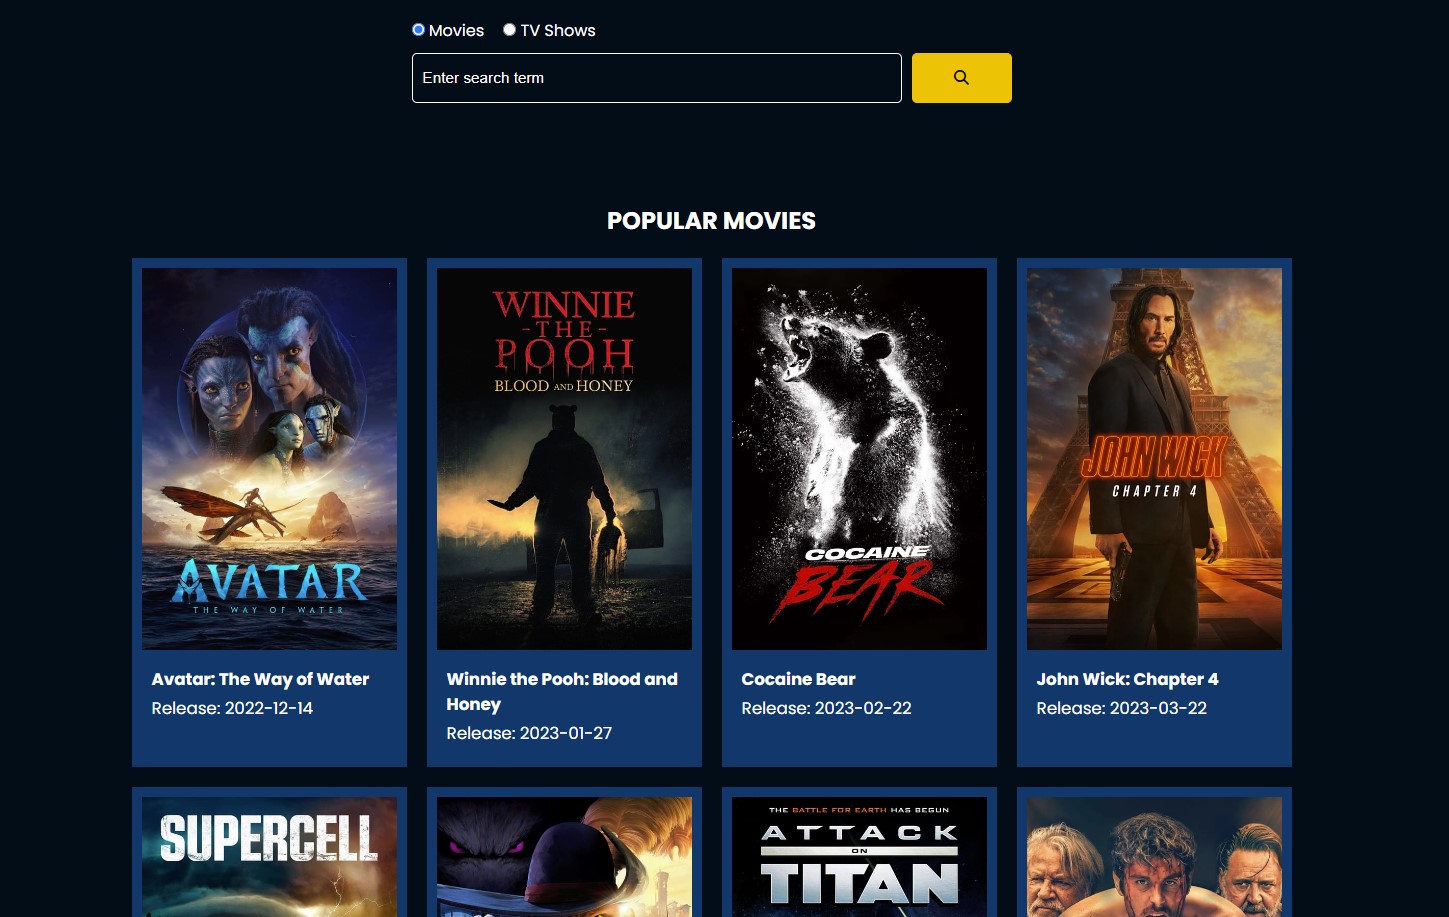 Movies TV Shows
Enter search term
POPULAR MOVIES
WINNIE
-THE-
POOH
BLOOD AND HONEY
AVATAR
THE WAY OF WATER
COCAINE
BEAR
JOHN WICK
CHAPTER 4
Avatar: The Way of Water
Release: 2022-12-14
Winnie the Pooh: Blood and
Honey
Release: 2023-01-27
Cocaine Bear
Release: 2023-02-22
John Wick: Chapter 4
Release: 2023-03-22
SUPERCELL
THE BATTLE FOR EARTH HAS BEGUN
ATTACK
ON
TITAN